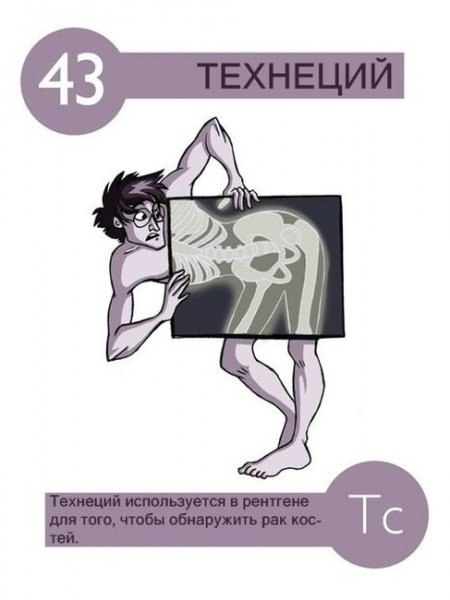 43
ТЕХНЕЦИЙ
Технеций используется в рентгене
для того, чтобы обнаружить рак кос-
тей.
Tc